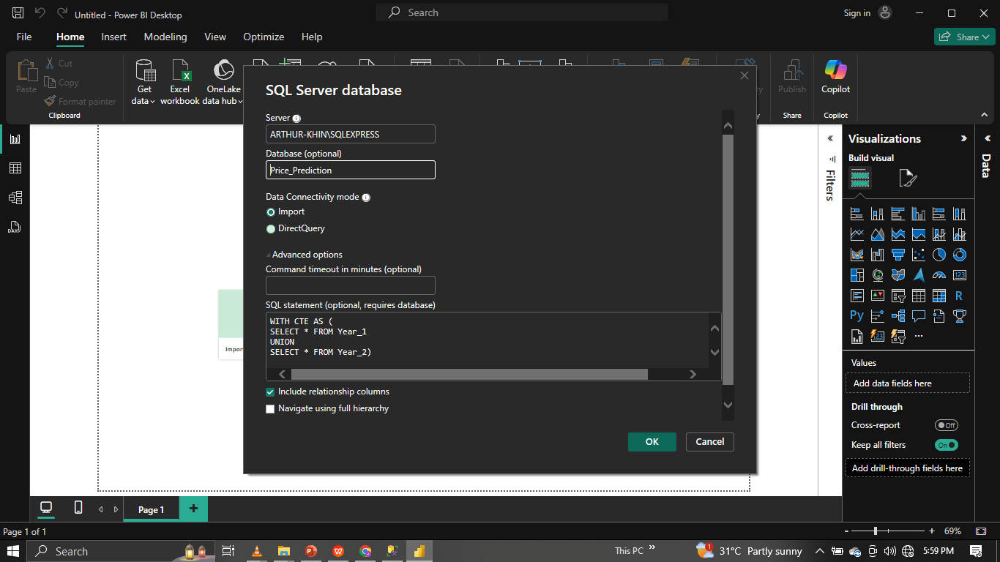 Untitled - Power BI Desktop
Search
Sign in
File
Home
Insert
Modeling
View
Optimize
Help
Share
Paste
Cut
Copy
Format painter
Clipboard
Get data
Excel workbook
OneLake data hub
Publish
Share
Copilot
Copilot
SQL Server database
Server
ARTHUR-KHIN\SQLEXPRESS
Database (optional)
Price_Prediction
Data Connectivity mode
Import
DirectQuery
Advanced options
Command timeout in minutes (optional)
SQL statement (optional, requires database)
WITH CTE AS (
SELECT * FROM Year_1
UNION
SELECT * FROM Year_2)
Include relationship columns
Navigate using full hierarchy
OK
Cancel
Filters
Visualizations
Build visual
123
R
Py
123
Values
Add data fields here
Drill through
Cross-report
Off
Keep all filters
On
Add drill-through fields here
Data
DAX
Page 1
Page 1 of 1
-
+
69%
Search
This PC
1
31°C Partly sunny
5:59 PM